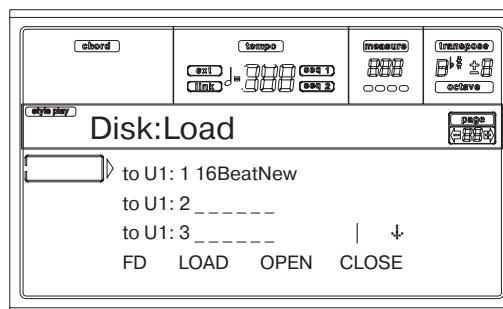 chord tempo measure transpose
ext seq 1
link seq 2 octave
style play page
Disk:Load
to U1: 1 16BeatNew
to U1: 2 _ _ _ _ _ _
to U1: 3 _ _ _ _ _ _
FD LOAD OPEN CLOSE